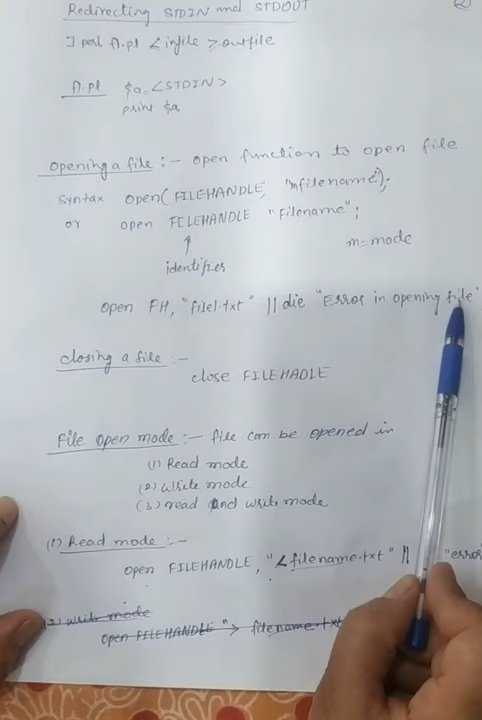 Redirecting STDIN and STDOUT
] perl A.pl < infile > outfile
A.pl $a = <STDIN>
print $a
Opening a file :- open function to open file
Syntax open(FILEHANDLE, "mfilename");
or open FILEHANDLE "Filename";
m = mode
identifies
open FH, "file1.txt" || die "Error in opening file"
Closing a file :-
close FILEHADLE
File open mode :- file can be opened in
(1) Read mode
(2) Write mode
(3) read and write mode
(1) Read mode :-
open FILEHANDLE, "<filename.txt" || "error
(2) write mode
open FILEHANDLE "> filename.txt